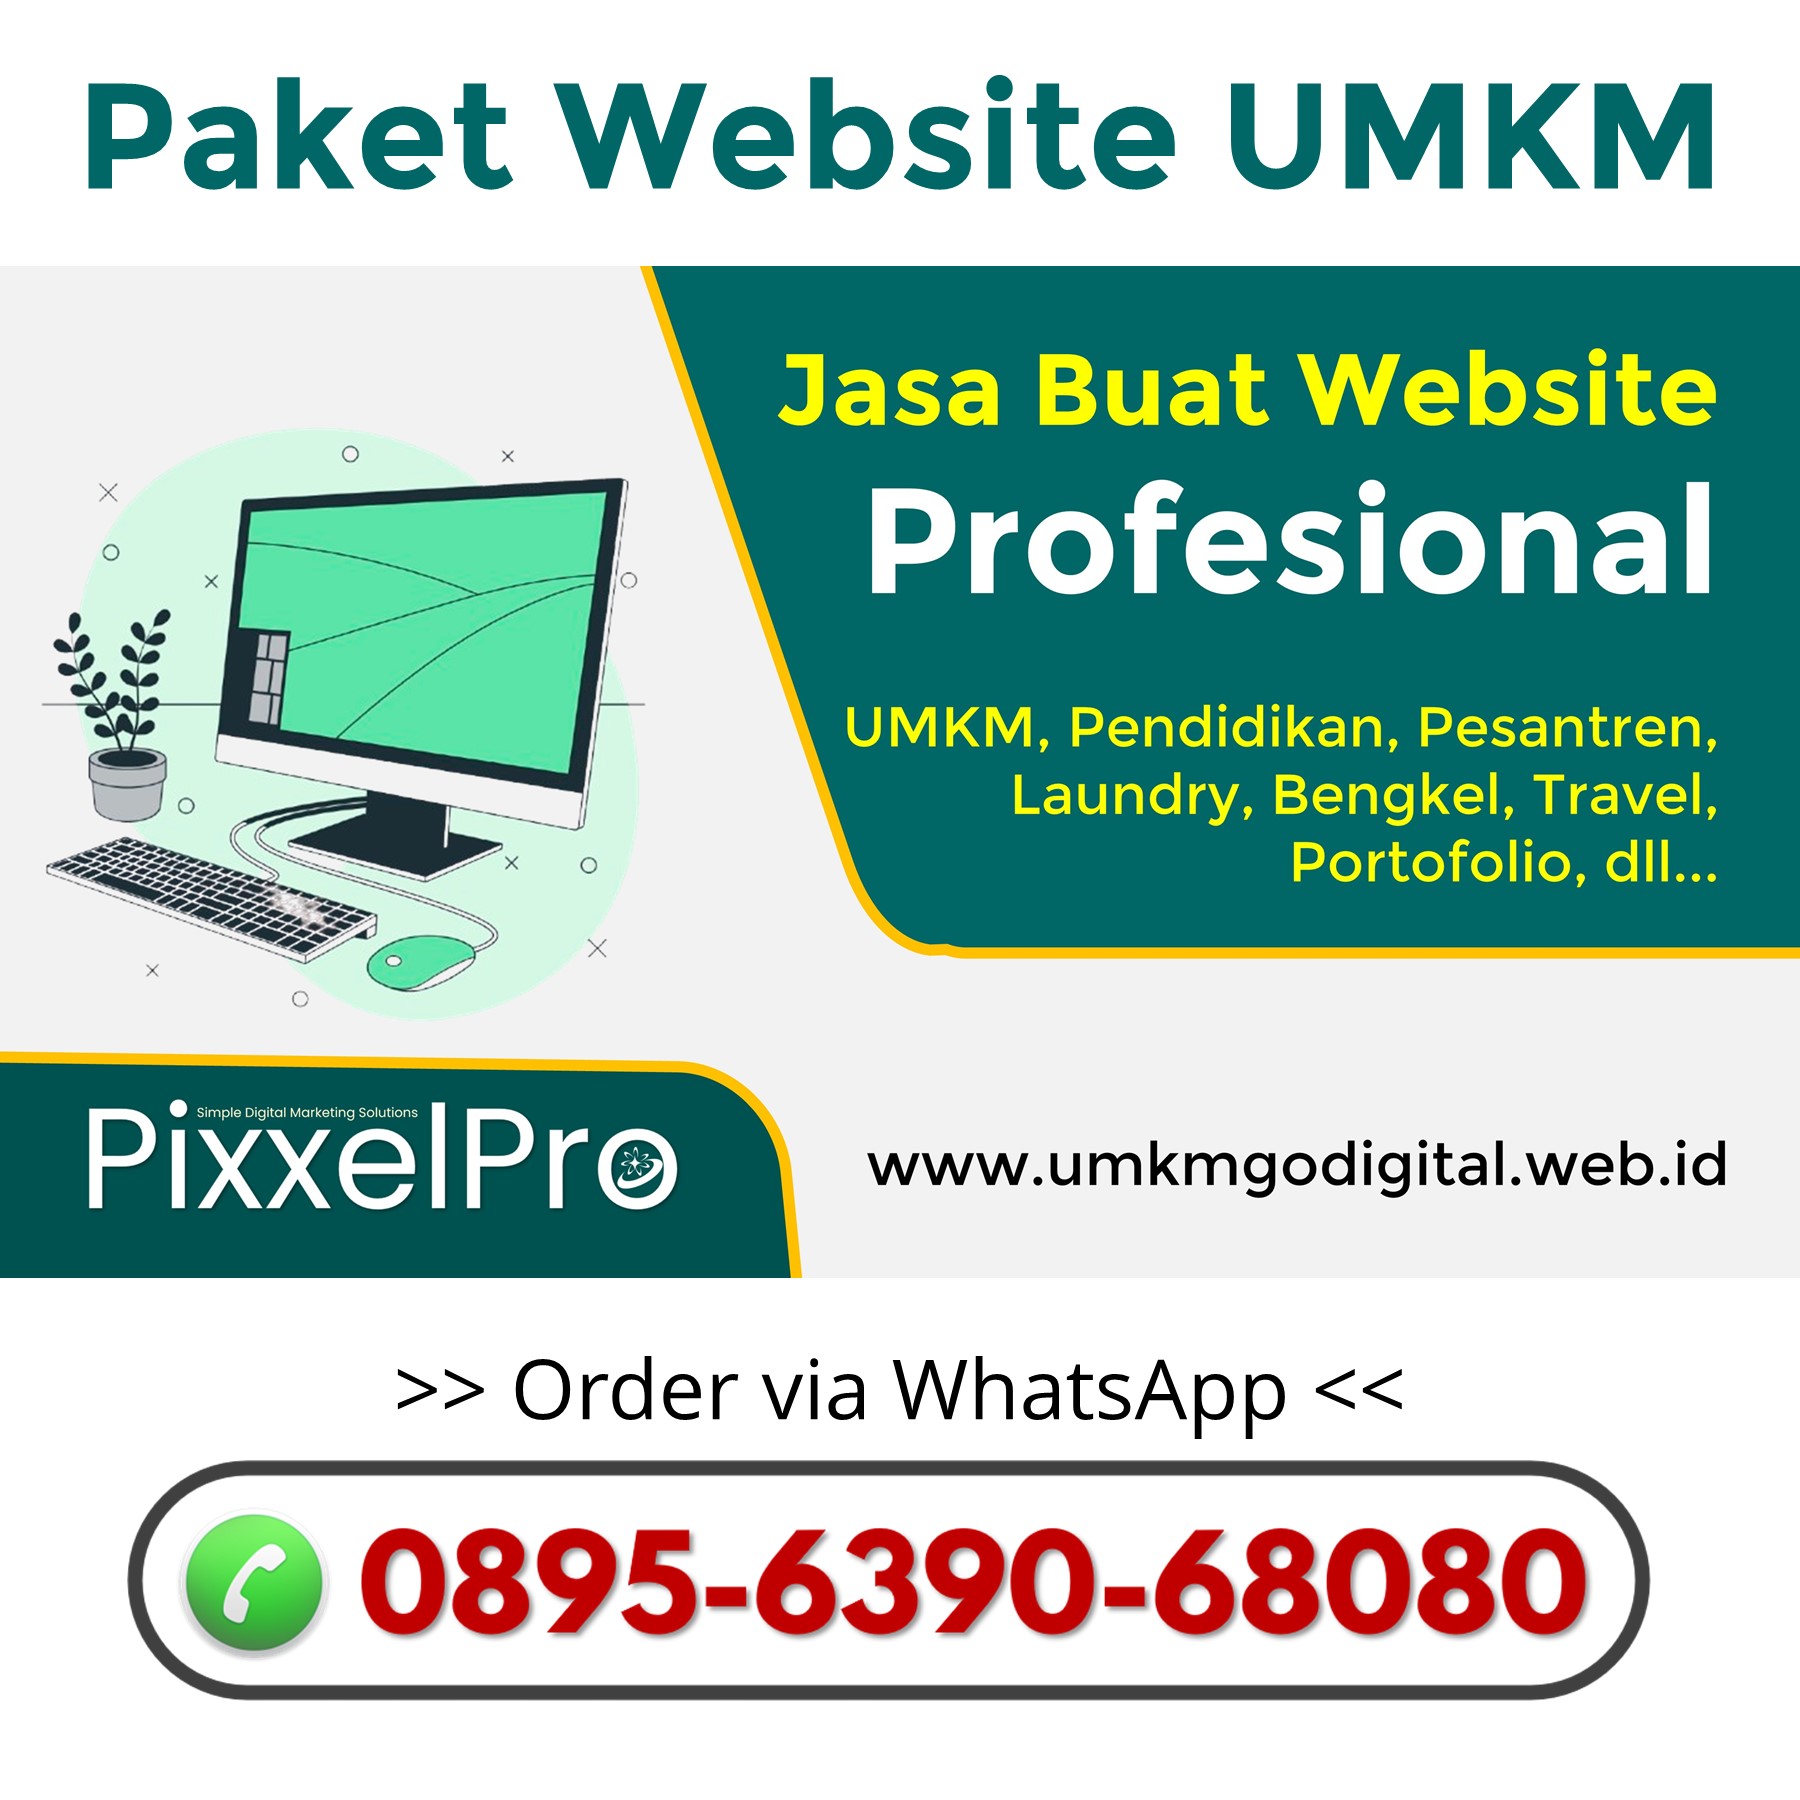 Paket Website UMKM
Jasa Buat Website
Profesional
UMKM, Pendidikan, Pesantren,
Laundry, Bengkel, Travel,
Portofolio, dll...
Simple Digital Marketing Solutions
PixxelPro
www.umkmgodigital.web.id
>> Order via WhatsApp <<
0895-6390-68080